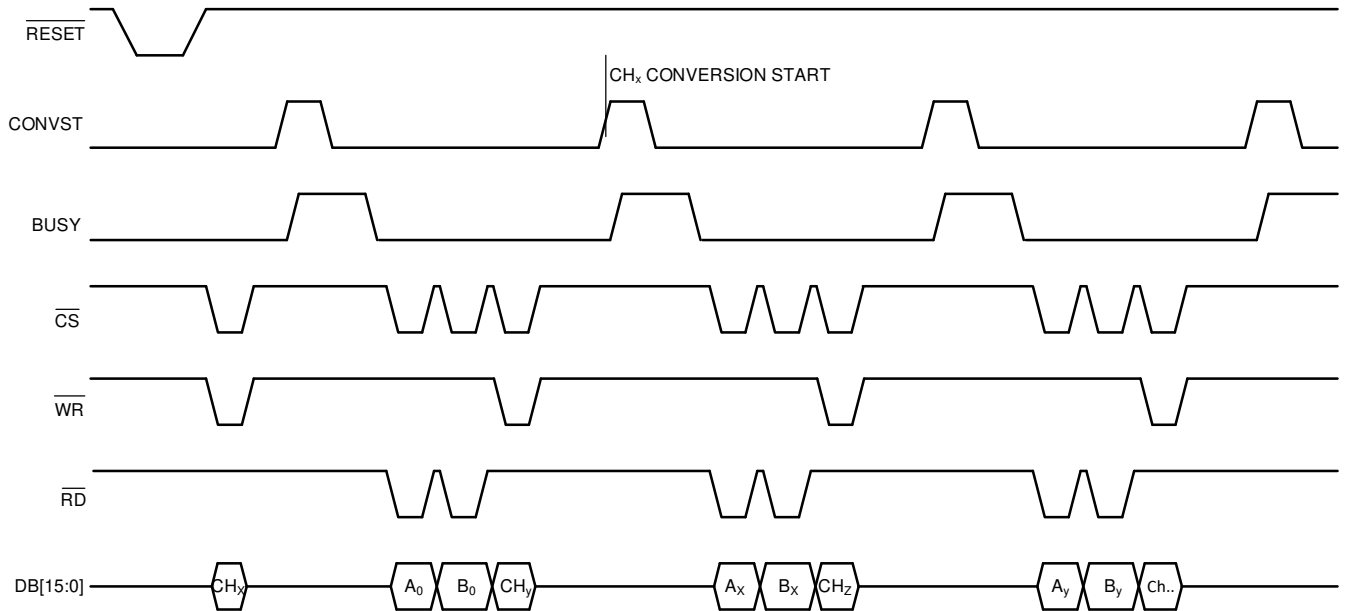 RESET
CHx CONVERSION START
CONVST
BUSY
CS
WR
RD
DB[15:0] CHX A0 B0 CHy AX BX CHZ Ay By Ch..